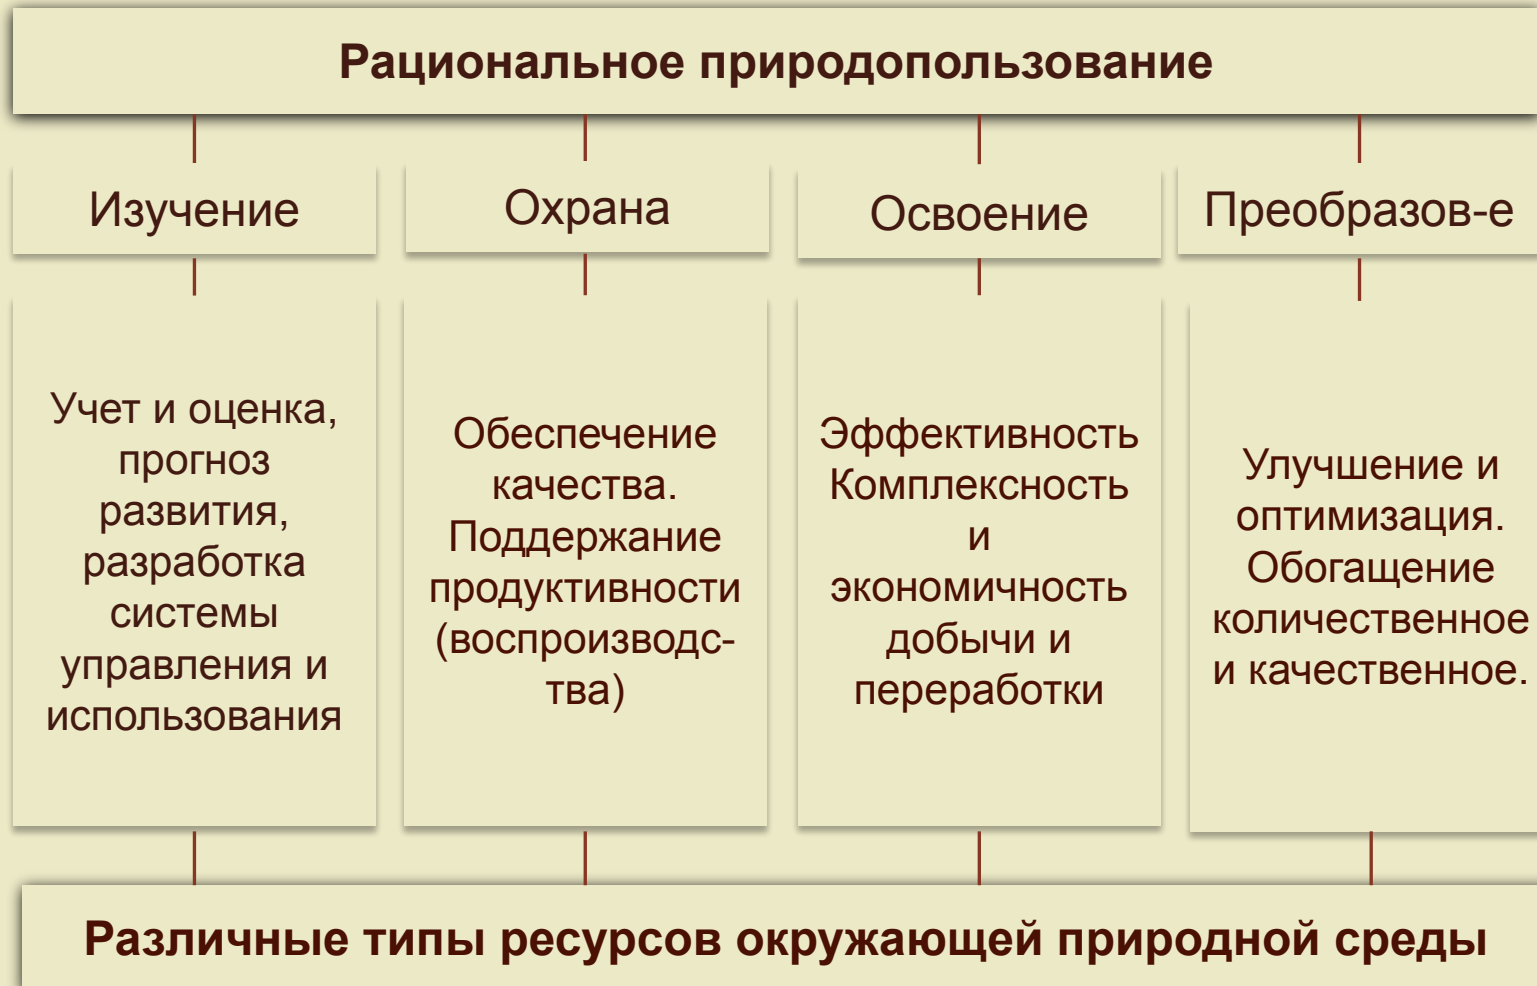 Рациональное природопользование
Изучение
Охрана
Освоение
Преобразов-е
Учет и оценка,
прогноз
развития,
разработка
системы
управления и
использования
Обеспечение
качества.
Поддержание
продуктивности
(воспроизводс-
тва)
Эффективность
Комплексность
и
экономичность
добычи и
переработки
Улучшение и
оптимизация.
Обогащение
количественное
и качественное.
Различные типы ресурсов окружающей природной среды